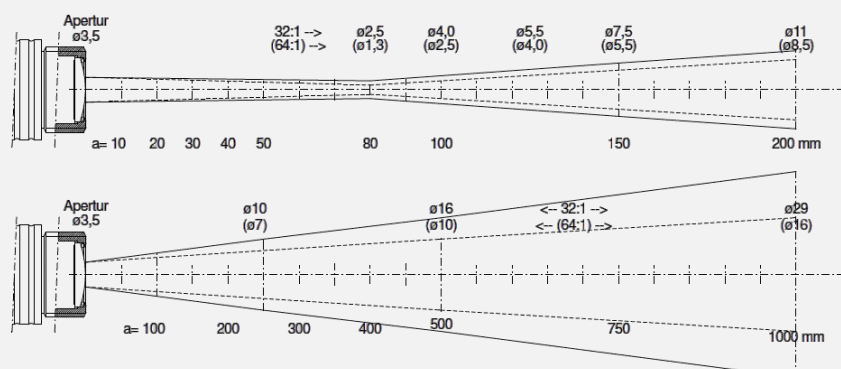 Apertur
ø3,5
32:1 -->
(64:1) -->
ø2,5
(ø1,3)
ø4,0
(ø2,5)
ø5,5
(ø4,0)
ø7,5
(ø5,5)
ø11
(ø8,5)
a= 10 20 30 40 50 80 100 150 200 mm
Apertur
ø3,5
ø10
(ø7)
ø16
(ø10)
<-- 32:1 -->
<-- (64:1) -->
ø29
(ø16)
a= 100 200 300 400 500 750 1000 mm